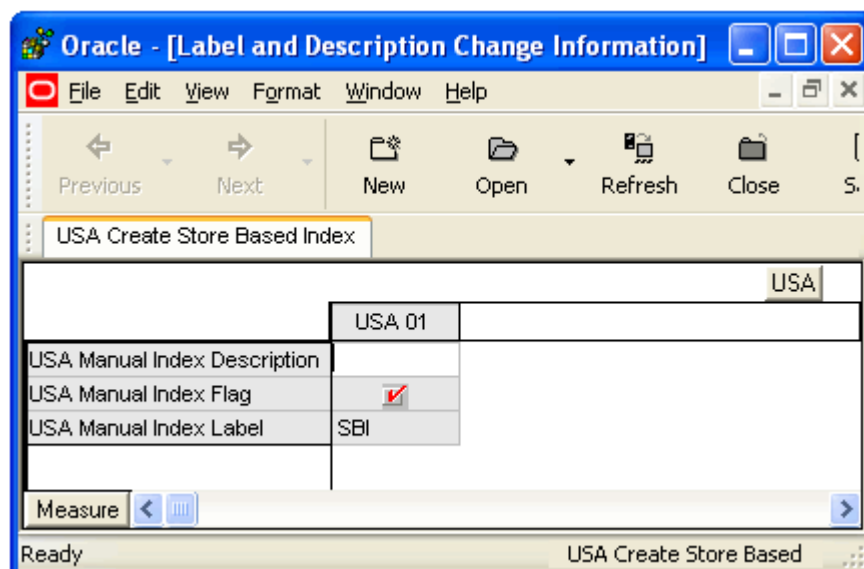 Oracle - [Label and Description Change Information]
File Edit View Format Window Help
Previous Next New Open Refresh Close S
USA Create Store Based Index
USA
USA 01
USA Manual Index Description
USA Manual Index Flag
USA Manual Index Label SBI
Measure
Ready USA Create Store Based